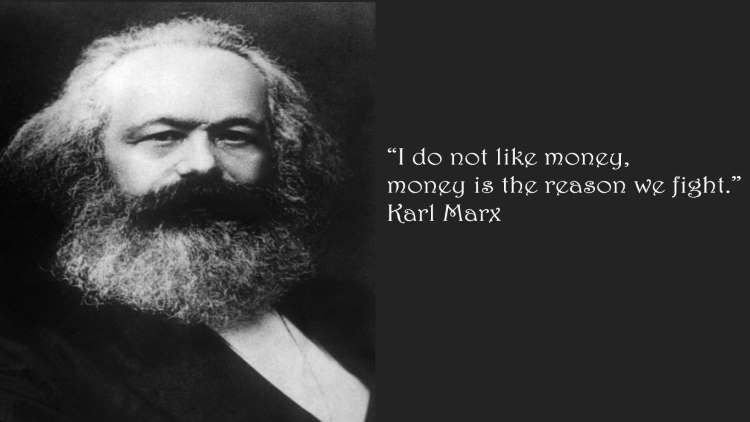 “I do not like money,
money is the reason we fight.”
Karl Marx